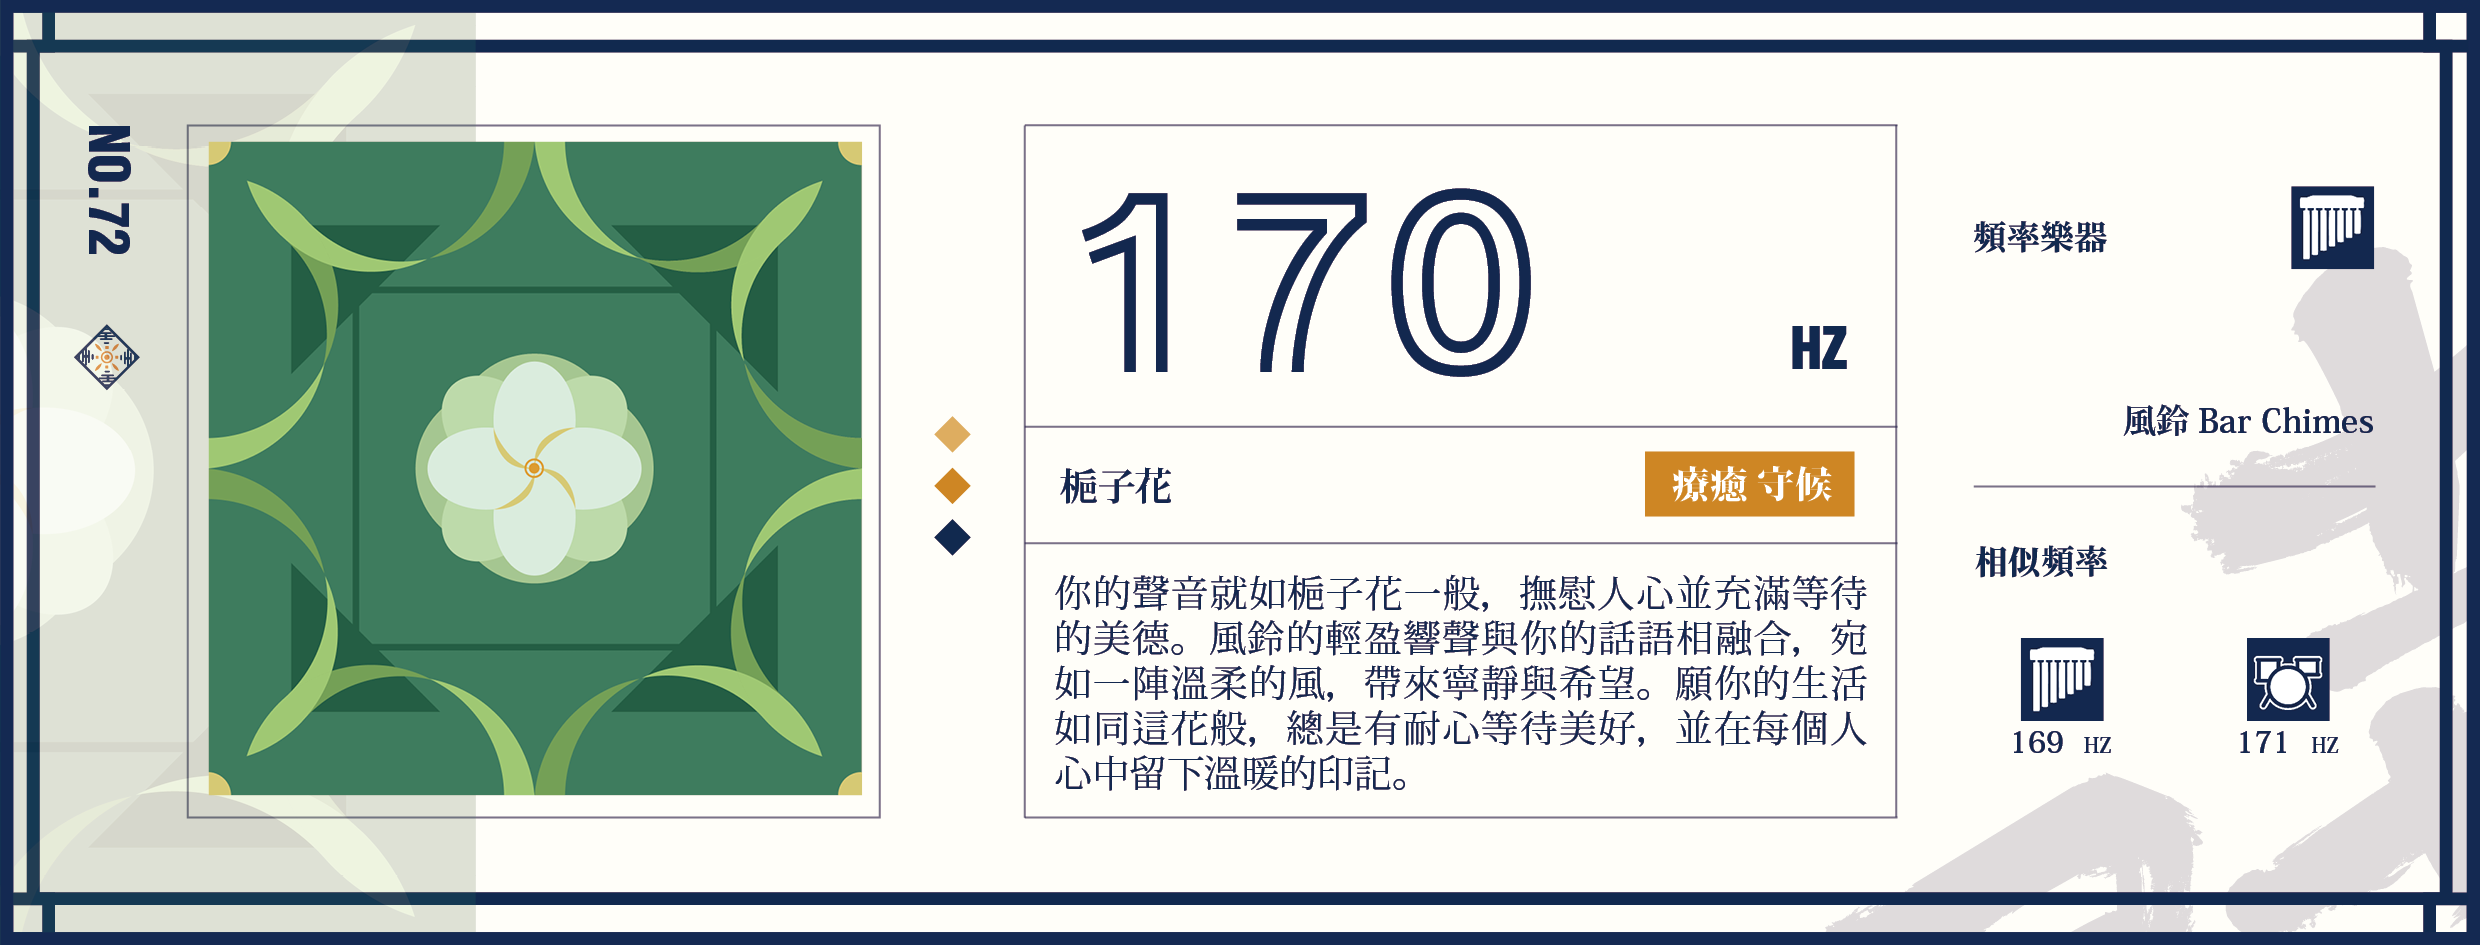 NO.72
170
HZ
梔子花
療癒 守候
你的聲音就如梔子花一般，撫慰人心並充滿等待
的美德。風鈴的輕盈響聲與你的話語相融合，宛
如一陣溫柔的風，帶來寧靜與希望。願你的生活
如同這花般，總是有耐心等待美好，並在每個人
心中留下溫暖的印記。
頻率樂器
風鈴 Bar Chimes
相似頻率
169 HZ
171 HZ